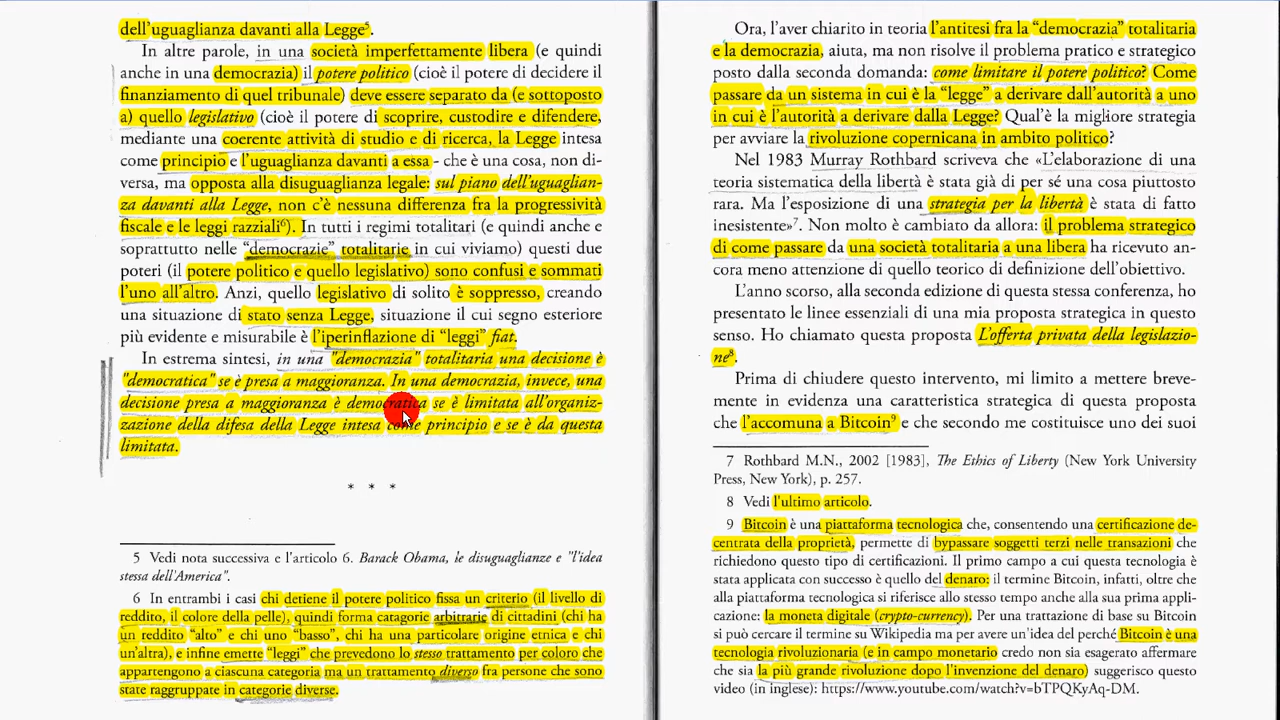 dell'uguaglianza davanti alla Legge⁵.
In altre parole, in una società imperfettamente libera (e quindi
anche in una democrazia) il potere politico (cioè il potere di decidere il
finanziamento di quel tribunale) deve essere separato da (e sottoposto
a) quello legislativo (cioè il potere di scoprire, custodire e difendere,
mediante una coerente attività di studio e di ricerca, la Legge intesa
come principio e l'uguaglianza davanti a essa - che è una cosa, non di-
versa, ma opposta alla disuguaglianza legale: sul piano dell'uguaglian-
za davanti alla Legge, non c'è nessuna differenza fra la progressività
fiscale e le leggi razziali⁶). In tutti i regimi totalitari (e quindi anche e
soprattutto nelle “democrazie” totalitarie in cui viviamo) questi due
poteri (il potere politico e quello legislativo) sono confusi e sommati
l'uno all'altro. Anzi, quello legislativo di solito è soppresso, creando
una situazione di stato senza Legge, situazione il cui segno esteriore
più evidente e misurabile è l'iperinflazione di “leggi” fiat.
In estrema sintesi, in una "democrazia" totalitaria una decisione è
"democratica" se è presa a maggioranza. In una democrazia, invece, una
decisione presa a maggioranza è democratica se è limitata all'organiz-
zazione della difesa della Legge intesa come principio e se è da questa
limitata.
* * *
5 Vedi nota successiva e l'articolo 6. Barack Obama, le disuguaglianze e "l'idea
stessa dell'America".
6 In entrambi i casi chi detiene il potere politico fissa un criterio (il livello di
reddito, il colore della pelle), quindi forma catagorie arbitrarie di cittadini (chi ha
un reddito “alto” e chi uno “basso”, chi ha una particolare origine etnica e chi
un'altra), e infine emette “leggi” che prevedono lo stesso trattamento per coloro che
appartengono a ciascuna categoria ma un trattamento diverso fra persone che sono
state raggruppate in categorie diverse.
Ora, l'aver chiarito in teoria l'antitesi fra la “democrazia” totalitaria
e la democrazia, aiuta, ma non risolve il problema pratico e strategico
posto dalla seconda domanda: come limitare il potere politico? Come
passare da un sistema in cui è la “legge” a derivare dall'autorità a uno
in cui è l'autorità a derivare dalla Legge? Qual'è la migliore strategia
per avviare la rivoluzione copernicana in ambito politico?
Nel 1983 Murray Rothbard scriveva che «L'elaborazione di una
teoria sistematica della libertà è stata già di per sé una cosa piuttosto
rara. Ma l'esposizione di una strategia per la libertà è stata di fatto
inesistente»⁷. Non molto è cambiato da allora: il problema strategico
di come passare da una società totalitaria a una libera ha ricevuto an-
cora meno attenzione di quello teorico di definizione dell'obiettivo.
L'anno scorso, alla seconda edizione di questa stessa conferenza, ho
presentato le linee essenziali di una mia proposta strategica in questo
senso. Ho chiamato questa proposta L'offerta privata della legislazio-
ne⁸.
Prima di chiudere questo intervento, mi limito a mettere breve-
mente in evidenza una caratteristica strategica di questa proposta
che l'accomuna a Bitcoin⁹ e che secondo me costituisce uno dei suoi
7 Rothbard M.N., 2002 [1983], The Ethics of Liberty (New York University
Press, New York), p. 257.
8 Vedi l'ultimo articolo.
9 Bitcoin è una piattaforma tecnologica che, consentendo una certificazione de-
centrata della proprietà, permette di bypassare soggetti terzi nelle transazioni che
richiedono questo tipo di certificazioni. Il primo campo a cui questa tecnologia è
stata applicata con successo è quello del denaro: il termine Bitcoin, infatti, oltre che
alla piattaforma tecnologica si riferisce allo stesso tempo anche alla sua prima appli-
cazione: la moneta digitale (crypto-currency). Per una trattazione di base su Bitcoin
si può cercare il termine su Wikipedia ma per avere un'idea del perché Bitcoin è una
tecnologia rivoluzionaria (e in campo monetario credo non sia esagerato affermare
che sia la più grande rivoluzione dopo l'invenzione del denaro) suggerisco questo
video (in inglese): https://www.youtube.com/watch?v=bTPQKyAq-DM.